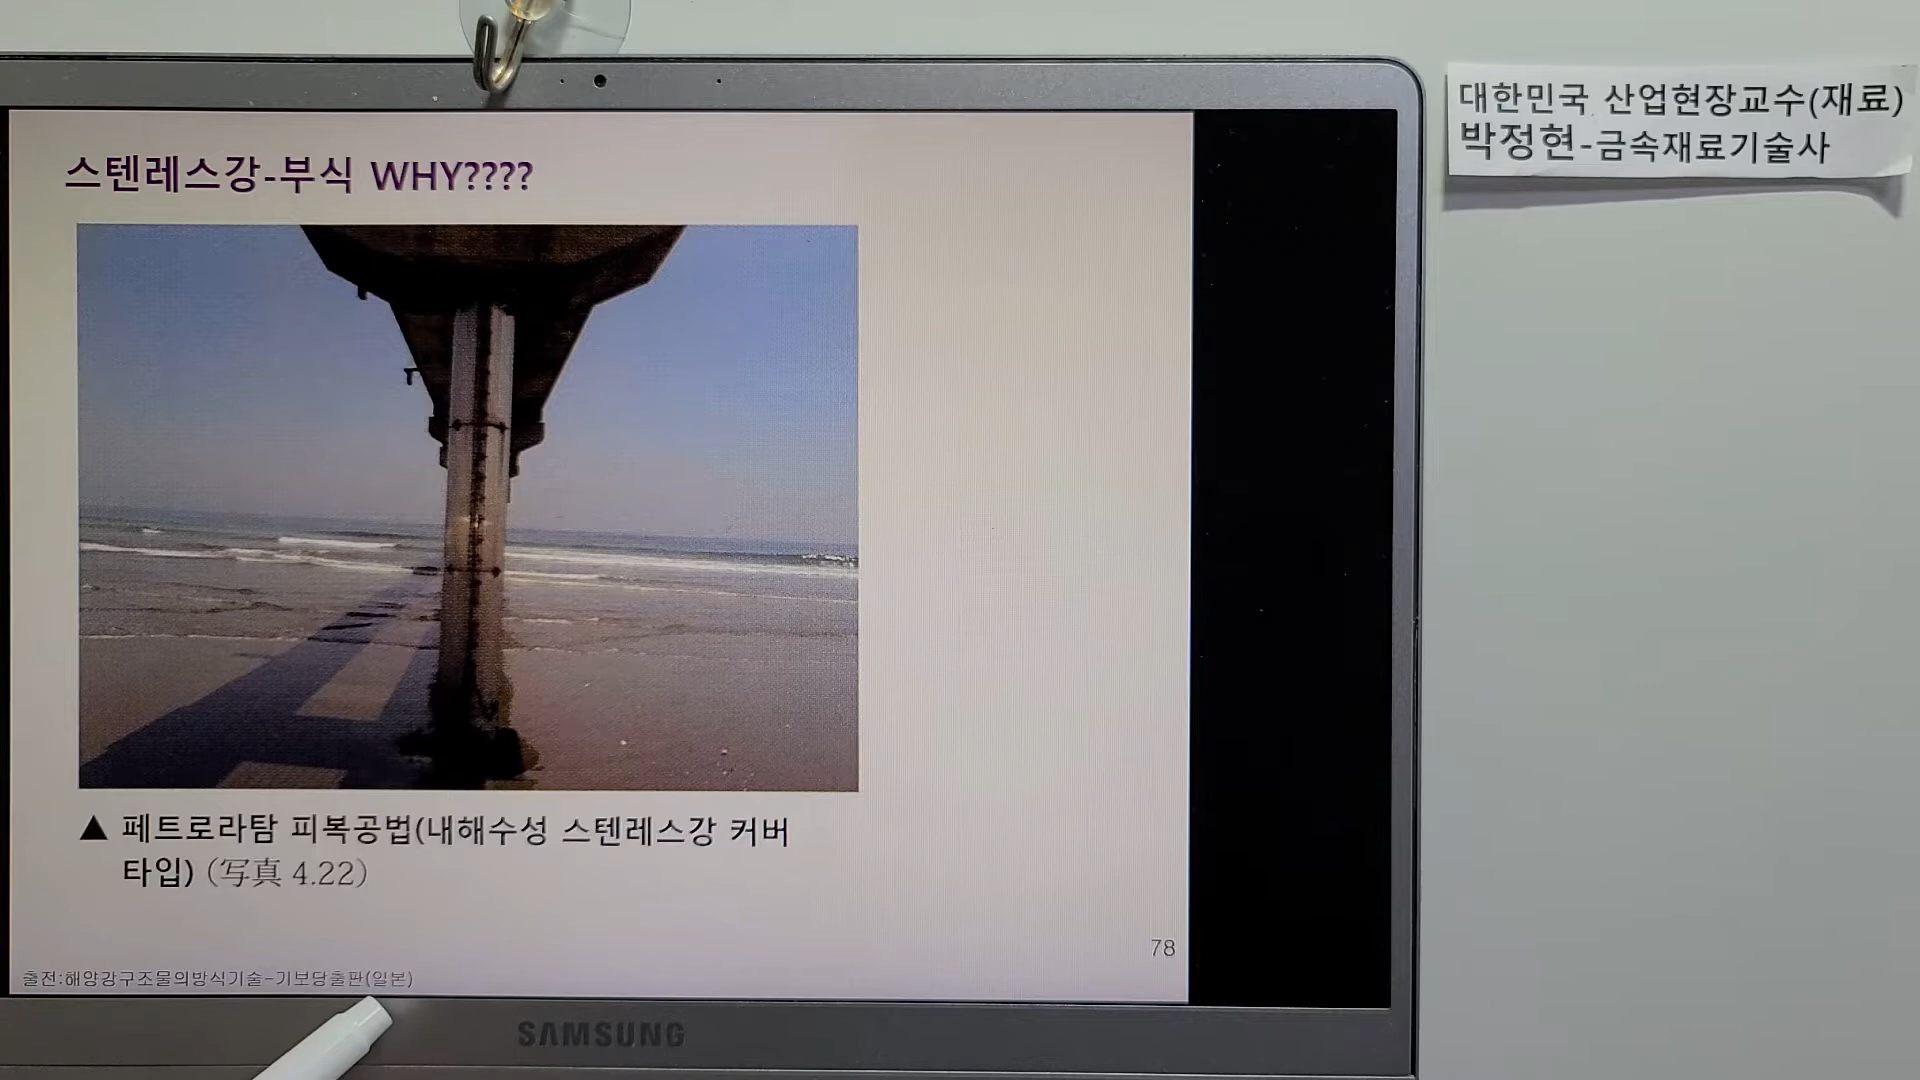 대한민국 산업현장교수(재료)
박정현-금속재료기술사
스텐레스강-부식 WHY????
▲ 페트로라탐 피복공법(내해수성 스텐레스강 커버
타입) (写真 4.22)
78
출전:해양강구조물의방식기술-기보당출판(일본)
SAMSUNG